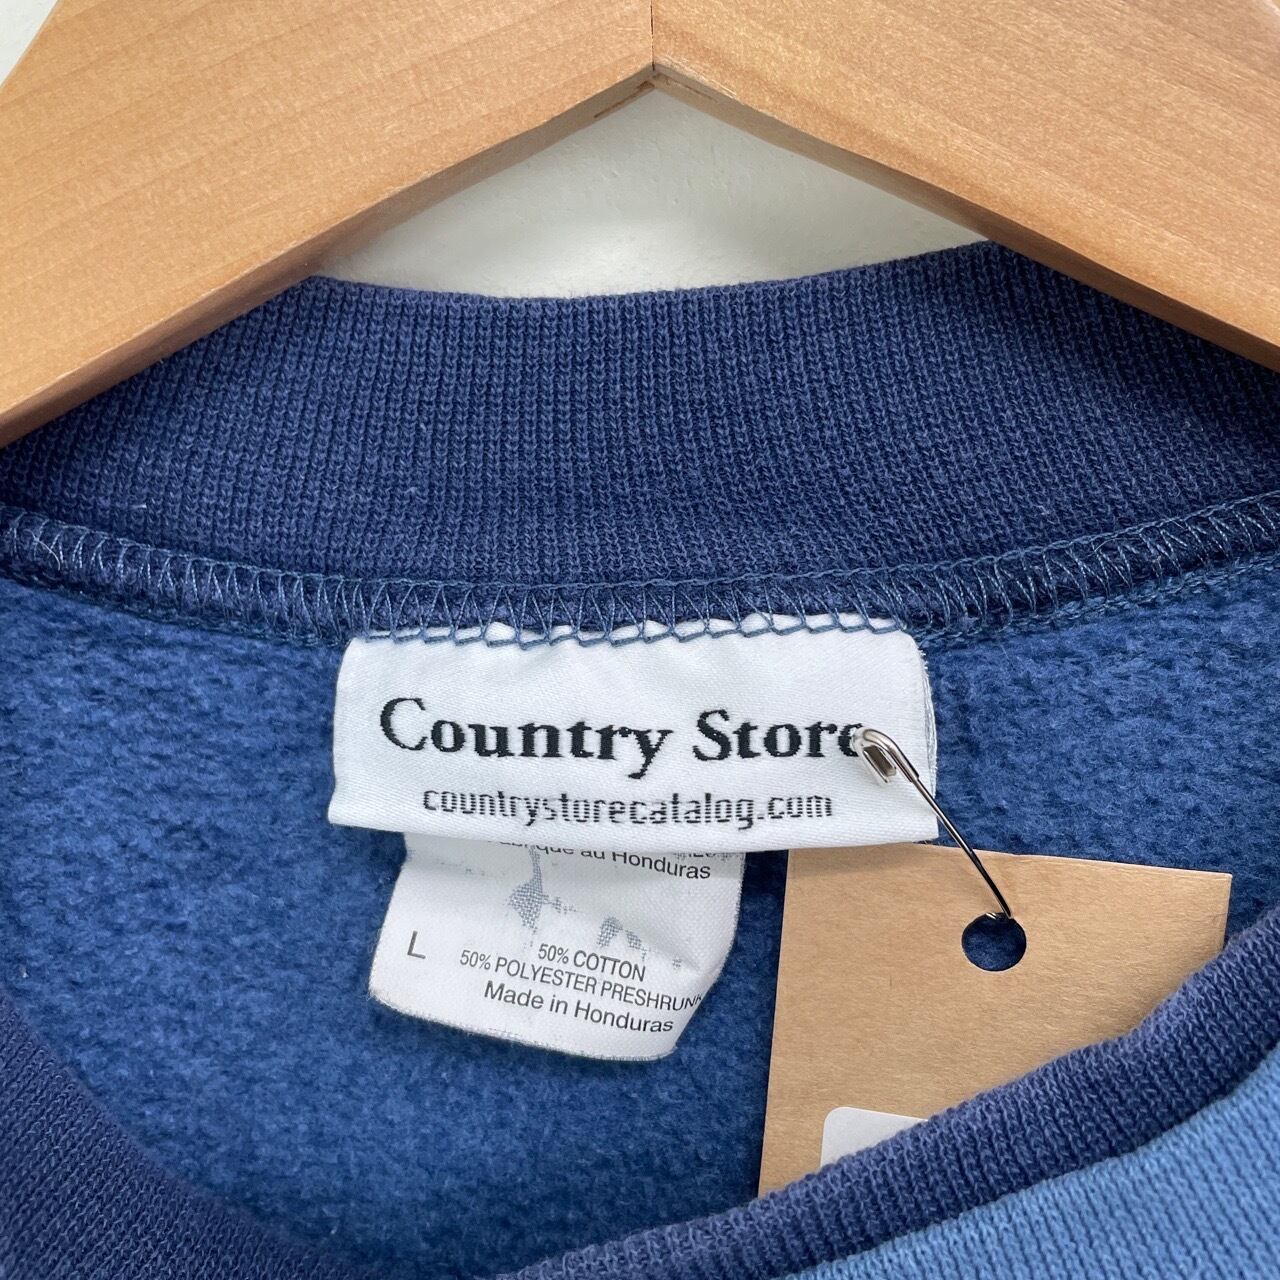 Country Store
countrystorecatalog.com
au Honduras
L
50% COTTON
50% POLYESTER PRESHRUNK
Made in Honduras